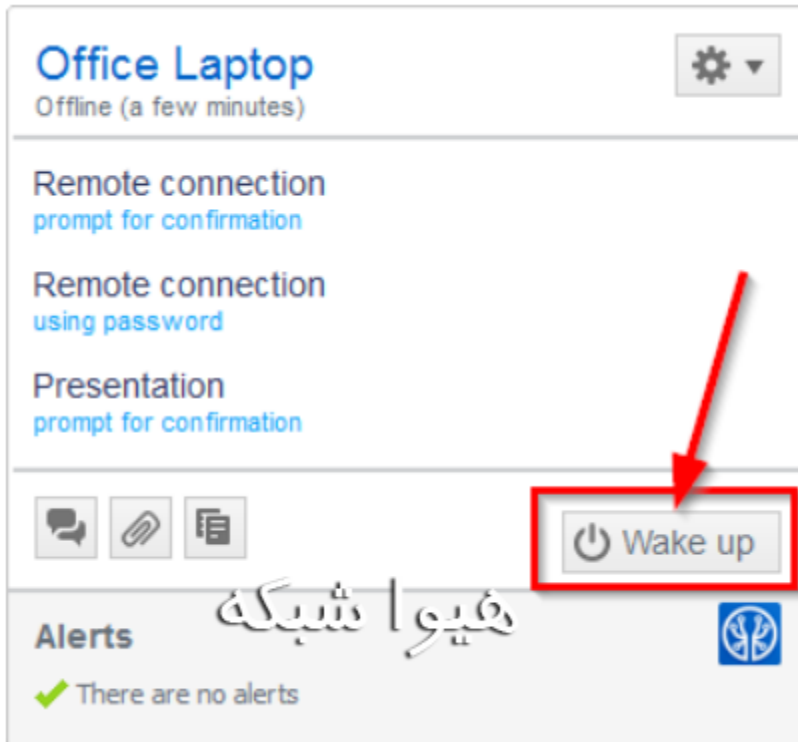 Office Laptop
Offline (a few minutes)
Remote connection
prompt for confirmation
Remote connection
using password
Presentation
prompt for confirmation
Wake up
هیوا شبکه
Alerts
There are no alerts